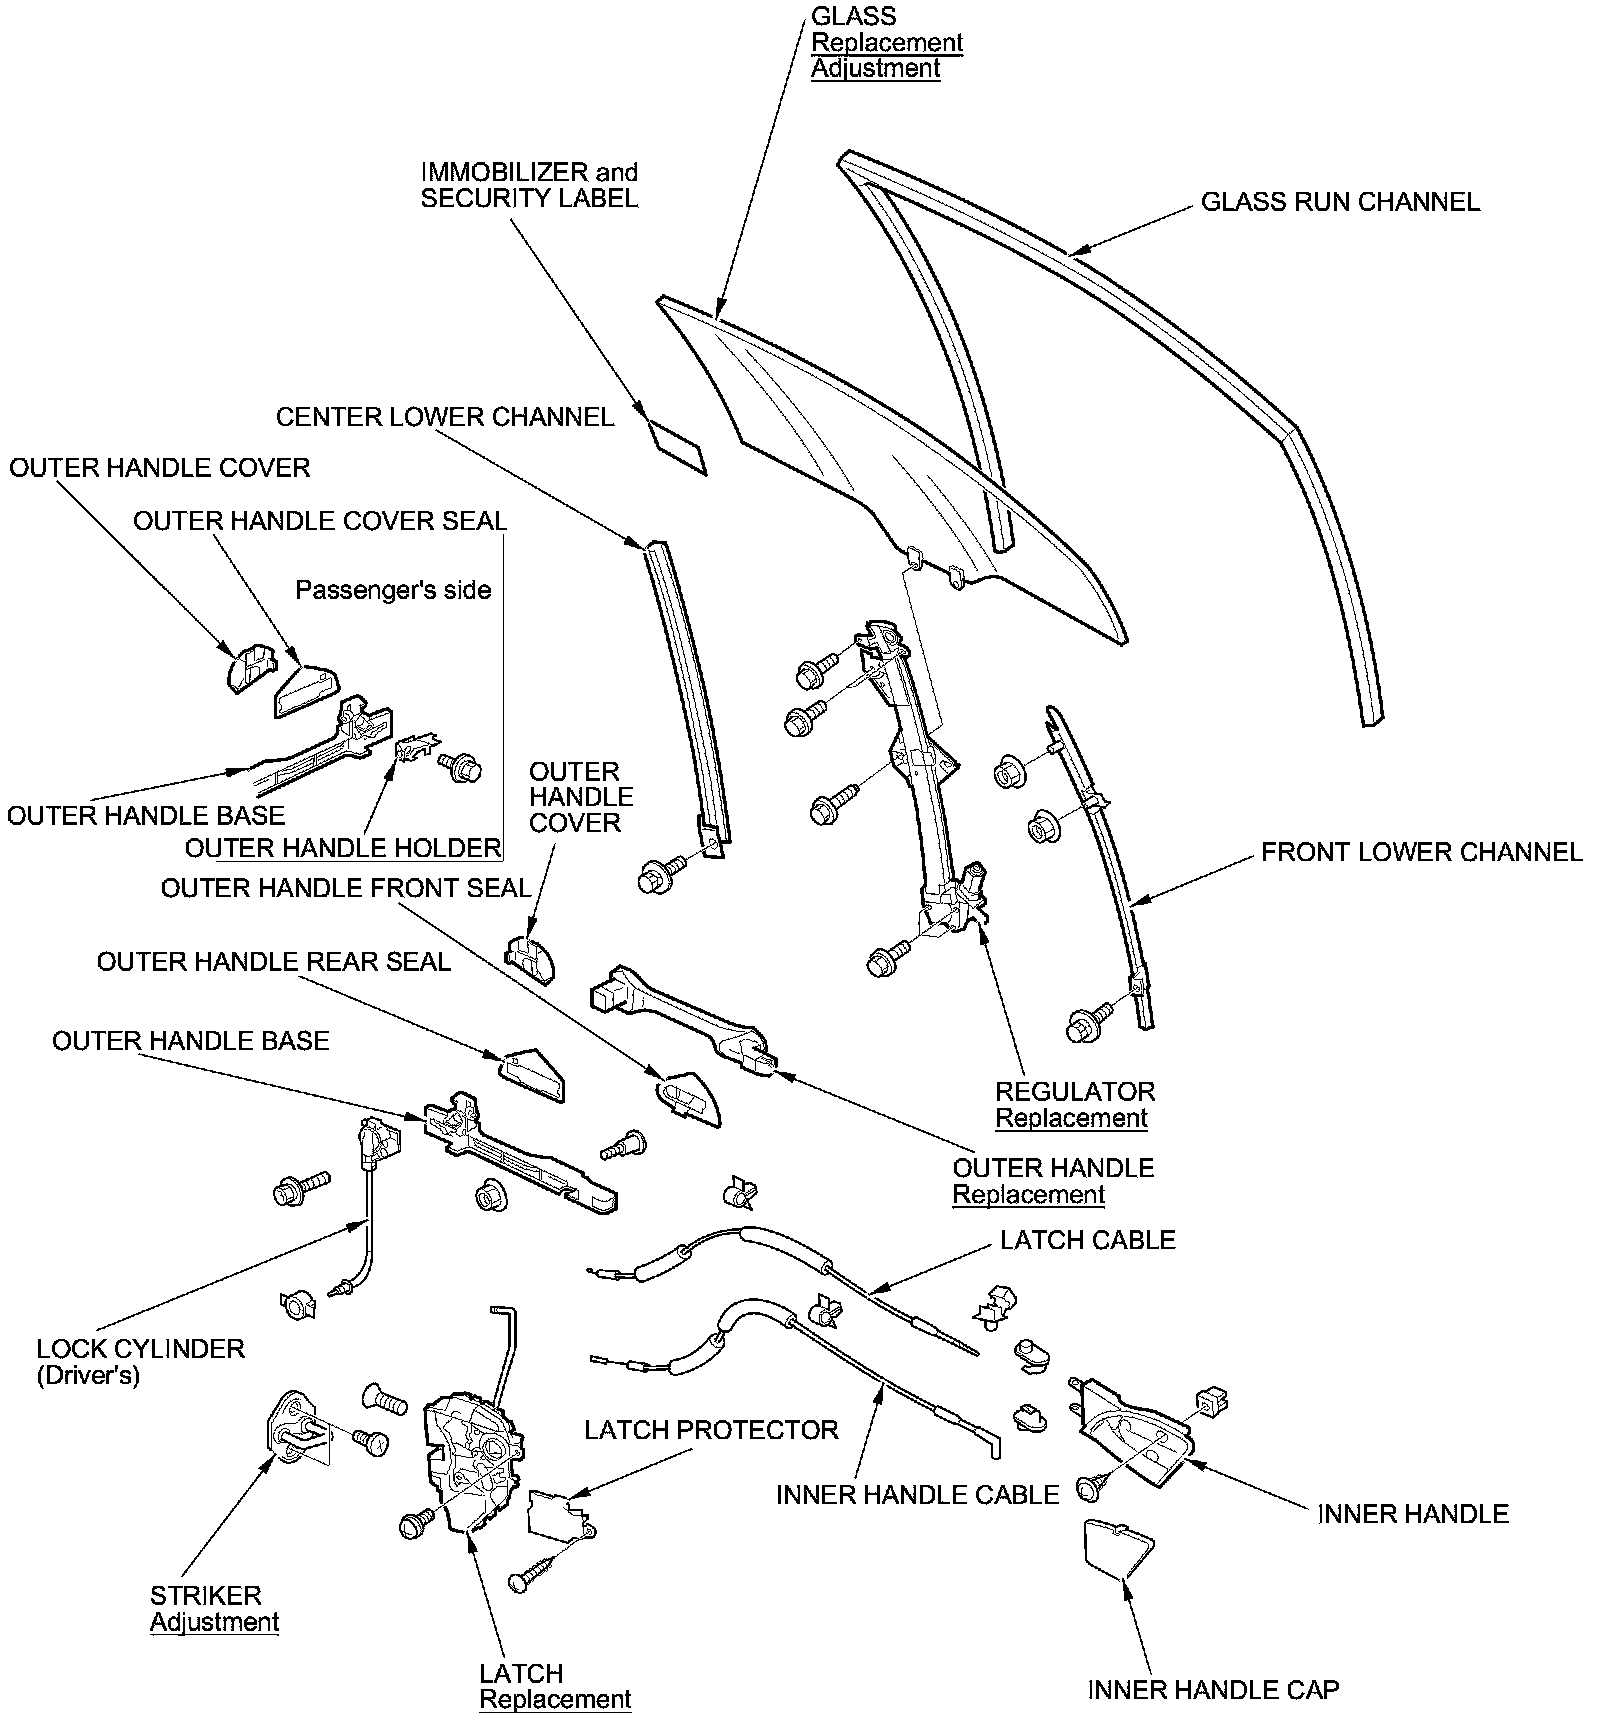 GLASS
Replacement
Adjustment
IMMOBILIZER and
SECURITY LABEL
GLASS RUN CHANNEL
CENTER LOWER CHANNEL
OUTER HANDLE COVER
OUTER HANDLE COVER SEAL
Passenger's side
OUTER HANDLE BASE
OUTER HANDLE HOLDER
OUTER
HANDLE
COVER
FRONT LOWER CHANNEL
OUTER HANDLE FRONT SEAL
OUTER HANDLE REAR SEAL
OUTER HANDLE BASE
REGULATOR
Replacement
OUTER HANDLE
Replacement
LATCH CABLE
LOCK CYLINDER
(Driver's)
LATCH PROTECTOR
INNER HANDLE CABLE
INNER HANDLE
STRIKER
Adjustment
LATCH
Replacement
INNER HANDLE CAP